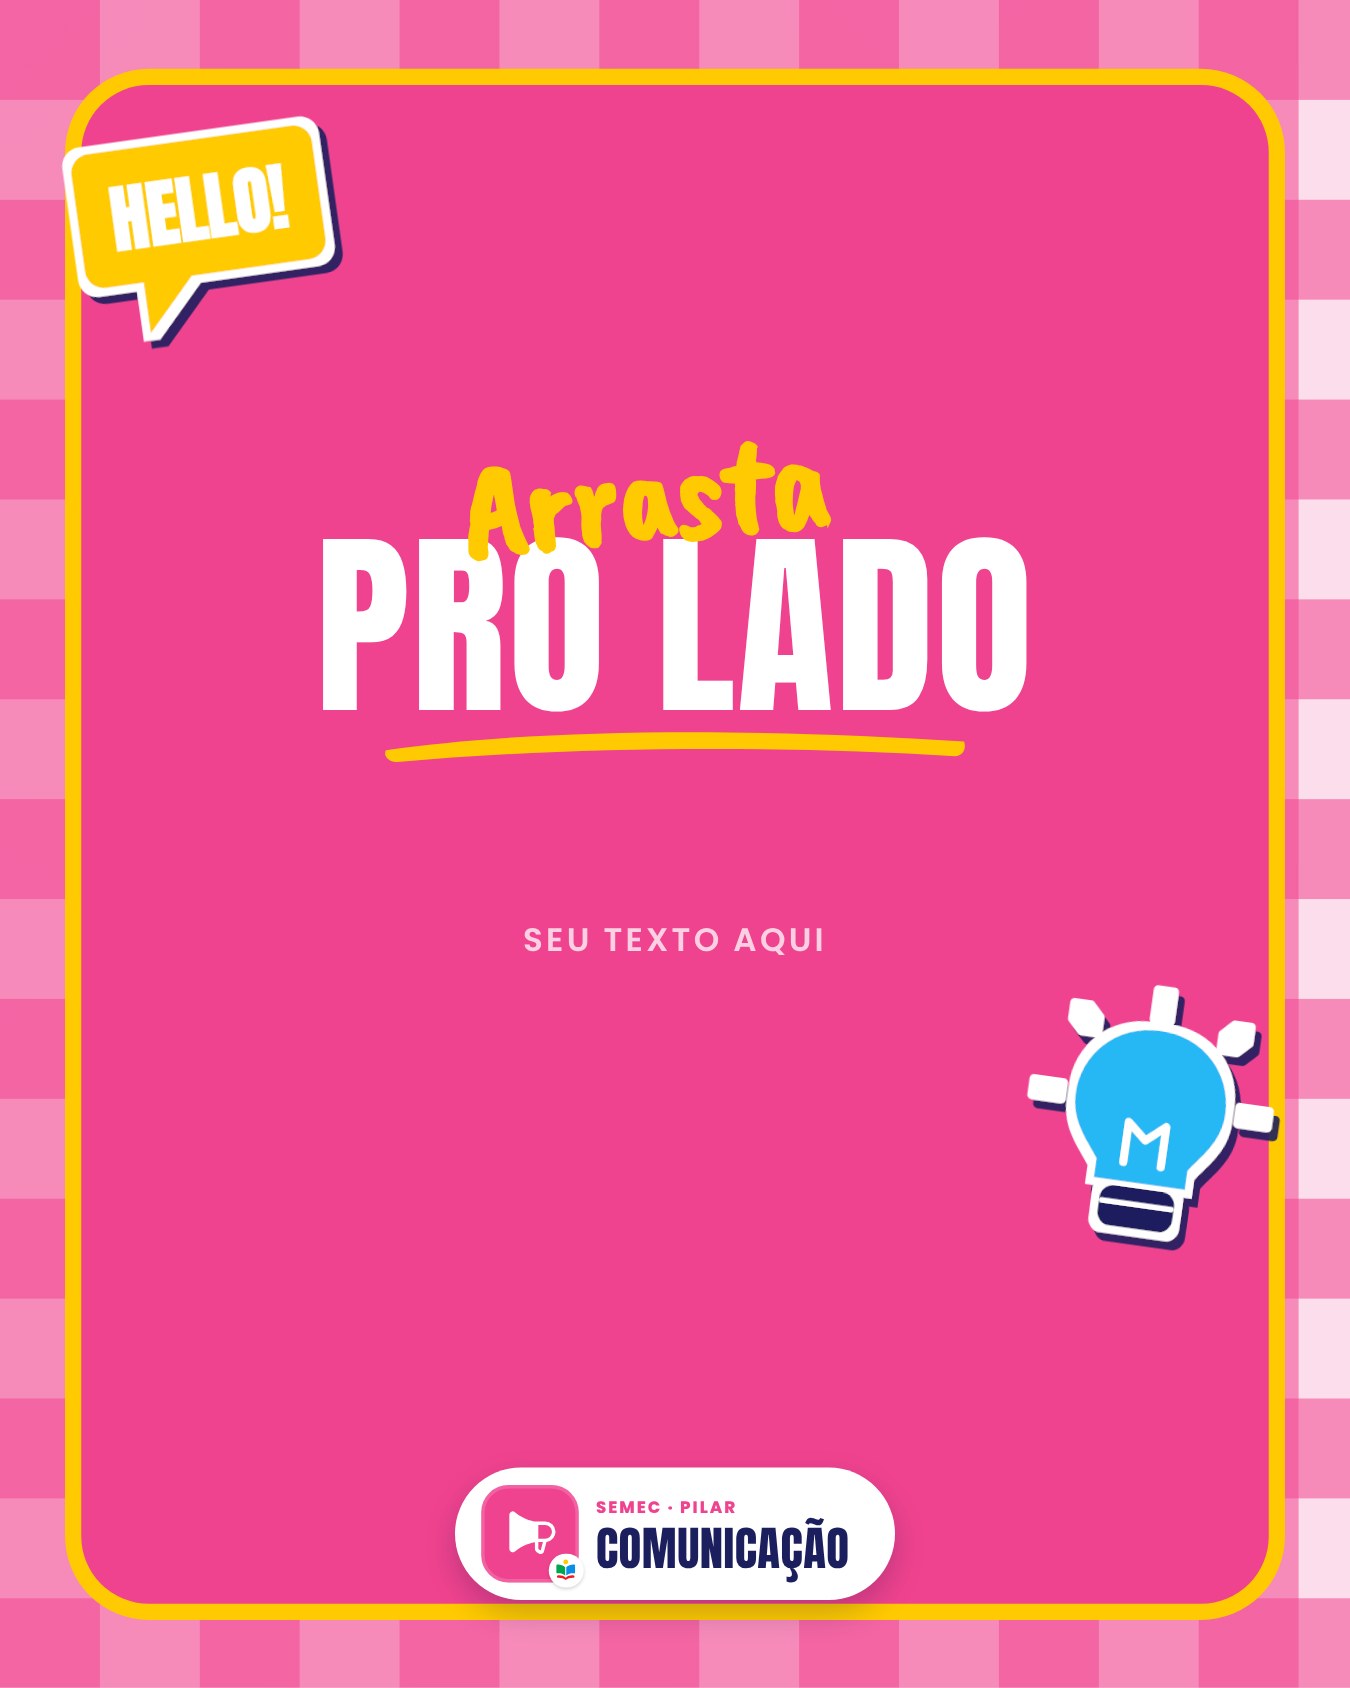 HELLO!
Arrasta
PRO LADO
SEU TEXTO AQUI
SEMEC · PILAR
COMUNICAÇÃO